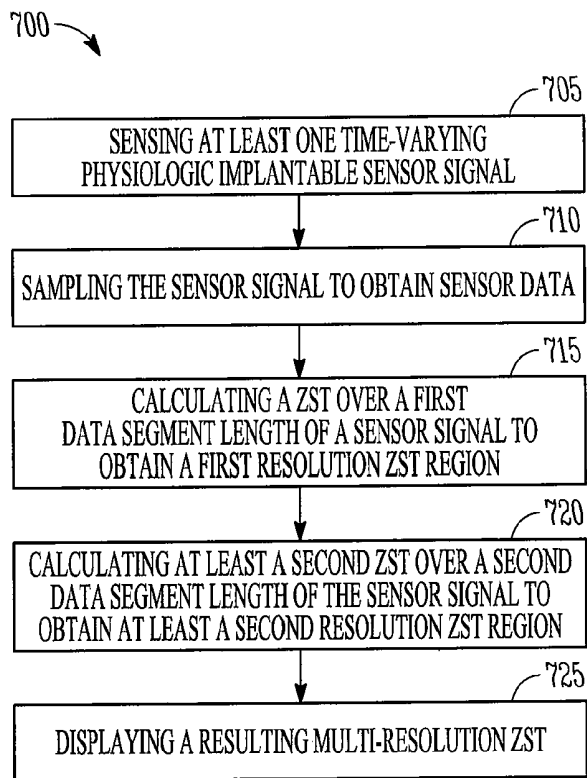 700
705
SENSING AT LEAST ONE TIME-VARYING
PHYSIOLOGIC IMPLANTABLE SENSOR SIGNAL
710
SAMPLING THE SENSOR SIGNAL TO OBTAIN SENSOR DATA
715
CALCULATING A ZST OVER A FIRST
DATA SEGMENT LENGTH OF A SENSOR SIGNAL TO
OBTAIN A FIRST RESOLUTION ZST REGION
720
CALCULATING AT LEAST A SECOND ZST OVER A SECOND
DATA SEGMENT LENGTH OF THE SENSOR SIGNAL TO
OBTAIN AT LEAST A SECOND RESOLUTION ZST REGION
725
DISPLAYING A RESULTING MULTI-RESOLUTION ZST